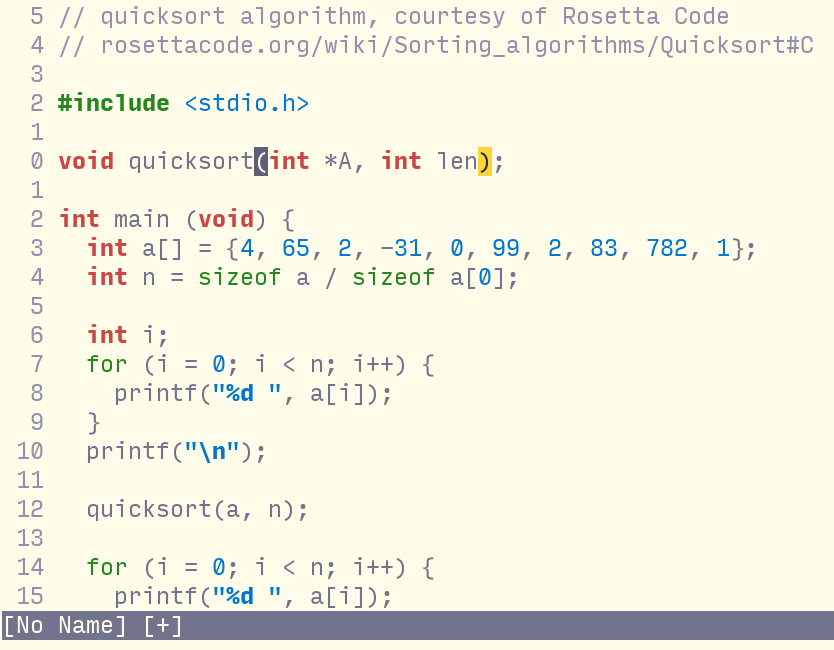 5 // quicksort algorithm, courtesy of Rosetta Code
4 // rosettacode.org/wiki/Sorting_algorithms/Quicksort#C
3
2 #include <stdio.h>
1
0 void quicksort(int *A, int len);
1
2 int main (void) {
3   int a[] = {4, 65, 2, -31, 0, 99, 2, 83, 782, 1};
4   int n = sizeof a / sizeof a[0];
5
6   int i;
7   for (i = 0; i < n; i++) {
8     printf("%d ", a[i]);
9   }
10   printf("\n");
11
12   quicksort(a, n);
13
14   for (i = 0; i < n; i++) {
15     printf("%d ", a[i]);
[No Name] [+]